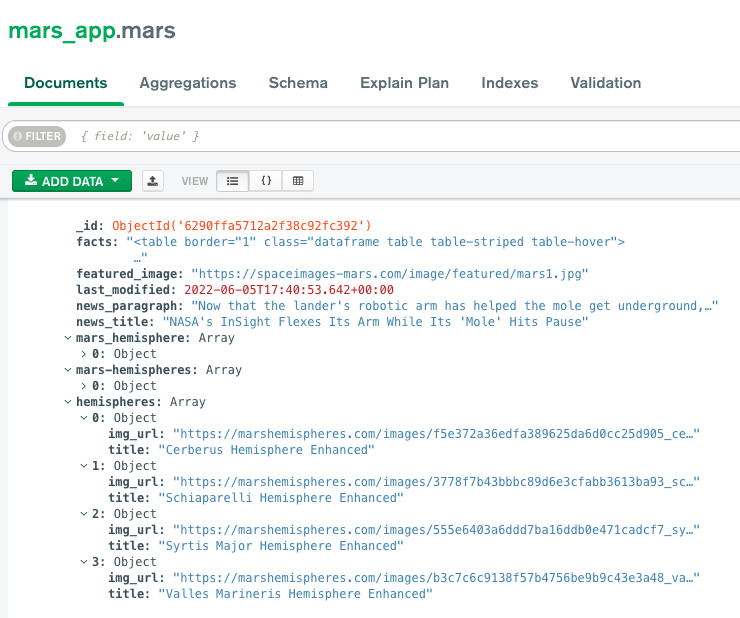 mars_app.mars
Documents Aggregations Schema Explain Plan Indexes Validation
FILTER { field: 'value' }
ADD DATA VIEW {}
_id: ObjectId('6290ffa5712a2f38c92fc392')
facts: "<table border="1" class="dataframe table table-striped table-hover">
…"
featured_image: "https://spaceimages-mars.com/image/featured/mars1.jpg"
last_modified: 2022-06-05T17:40:53.642+00:00
news_paragraph: "Now that the lander's robotic arm has helped the mole get underground,…"
news_title: "NASA's InSight Flexes Its Arm While Its 'Mole' Hits Pause"
mars_hemisphere: Array
0: Object
mars-hemispheres: Array
0: Object
hemispheres: Array
0: Object
img_url: "https://marshemispheres.com/images/f5e372a36edfa389625da6d0cc25d905_ce…"
title: "Cerberus Hemisphere Enhanced"
1: Object
img_url: "https://marshemispheres.com/images/3778f7b43bbbc89d6e3cfabb3613ba93_sc…"
title: "Schiaparelli Hemisphere Enhanced"
2: Object
img_url: "https://marshemispheres.com/images/555e6403a6ddd7ba16ddb0e471cadcf7_sy…"
title: "Syrtis Major Hemisphere Enhanced"
3: Object
img_url: "https://marshemispheres.com/images/b3c7c6c9138f57b4756be9b9c43e3a48_va…"
title: "Valles Marineris Hemisphere Enhanced"